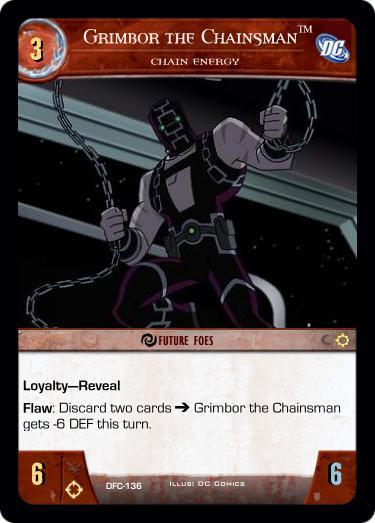 3
GRIMBOR THE CHAINSMAN™
DC
CHAIN ENERGY
FUTURE FOES
Loyalty—Reveal
Flaw: Discard two cards ➔ Grimbor the Chainsman
gets -6 DEF this turn.
6
DFC-136
ILLUS: DC COMICS
6